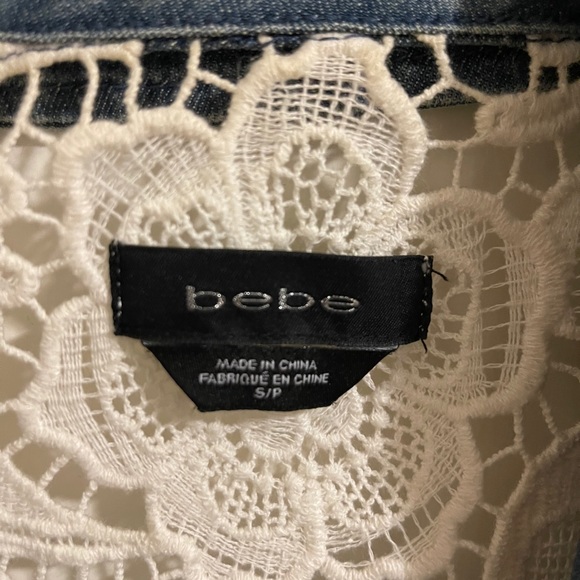 bebe
MADE IN CHINA
FABRIQUÉ EN CHINE
S/P